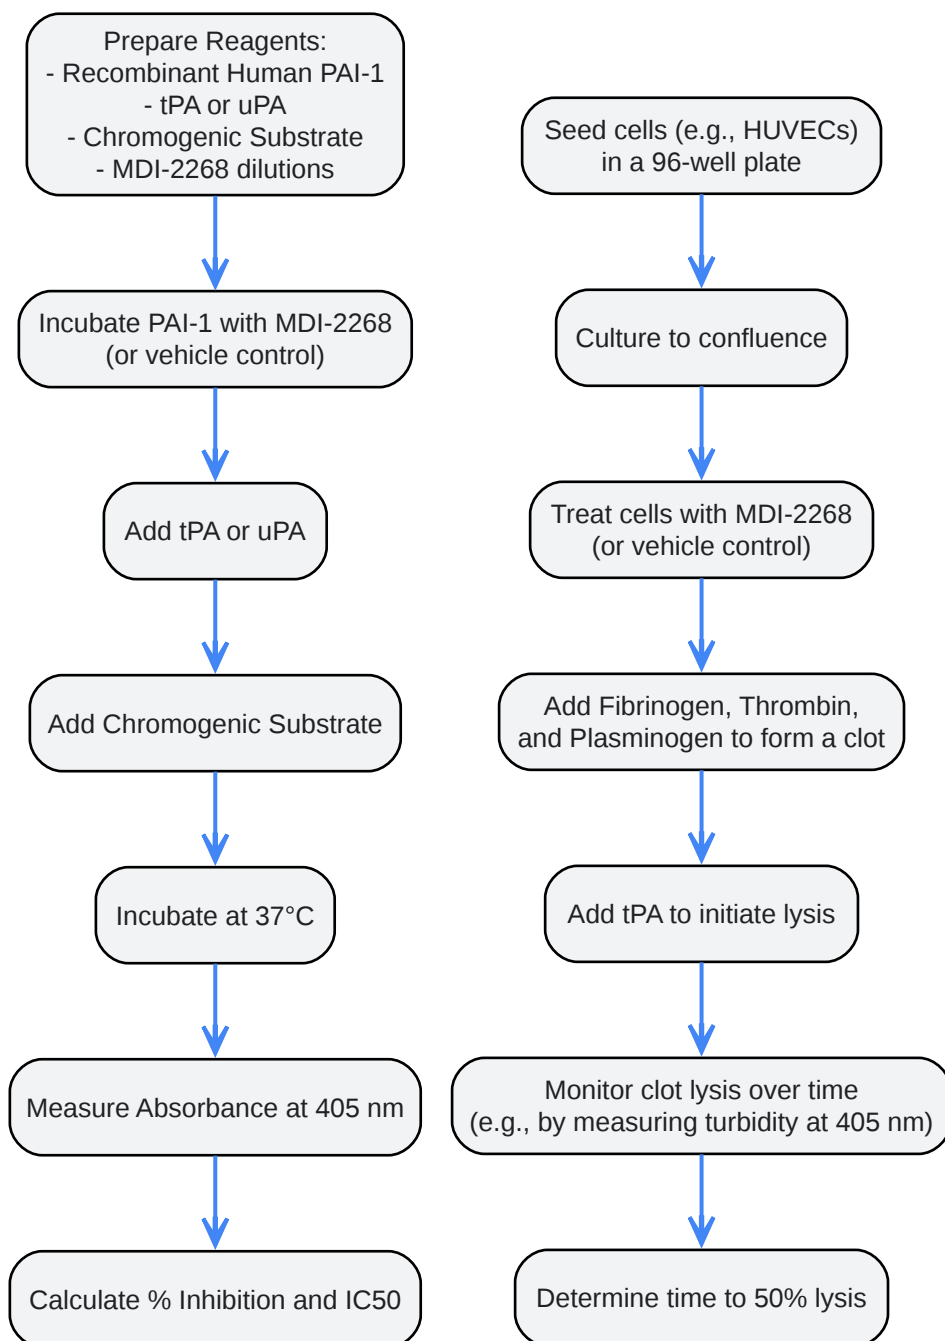 Prepare Reagents:
- Recombinant Human PAI-1
- tPA or uPA
- Chromogenic Substrate
- MDI-2268 dilutions
Incubate PAI-1 with MDI-2268
(or vehicle control)
Add tPA or uPA
Add Chromogenic Substrate
Incubate at 37°C
Measure Absorbance at 405 nm
Calculate % Inhibition and IC50
Seed cells (e.g., HUVECs)
in a 96-well plate
Culture to confluence
Treat cells with MDI-2268
(or vehicle control)
Add Fibrinogen, Thrombin,
and Plasminogen to form a clot
Add tPA to initiate lysis
Monitor clot lysis over time
(e.g., by measuring turbidity at 405 nm)
Determine time to 50% lysis